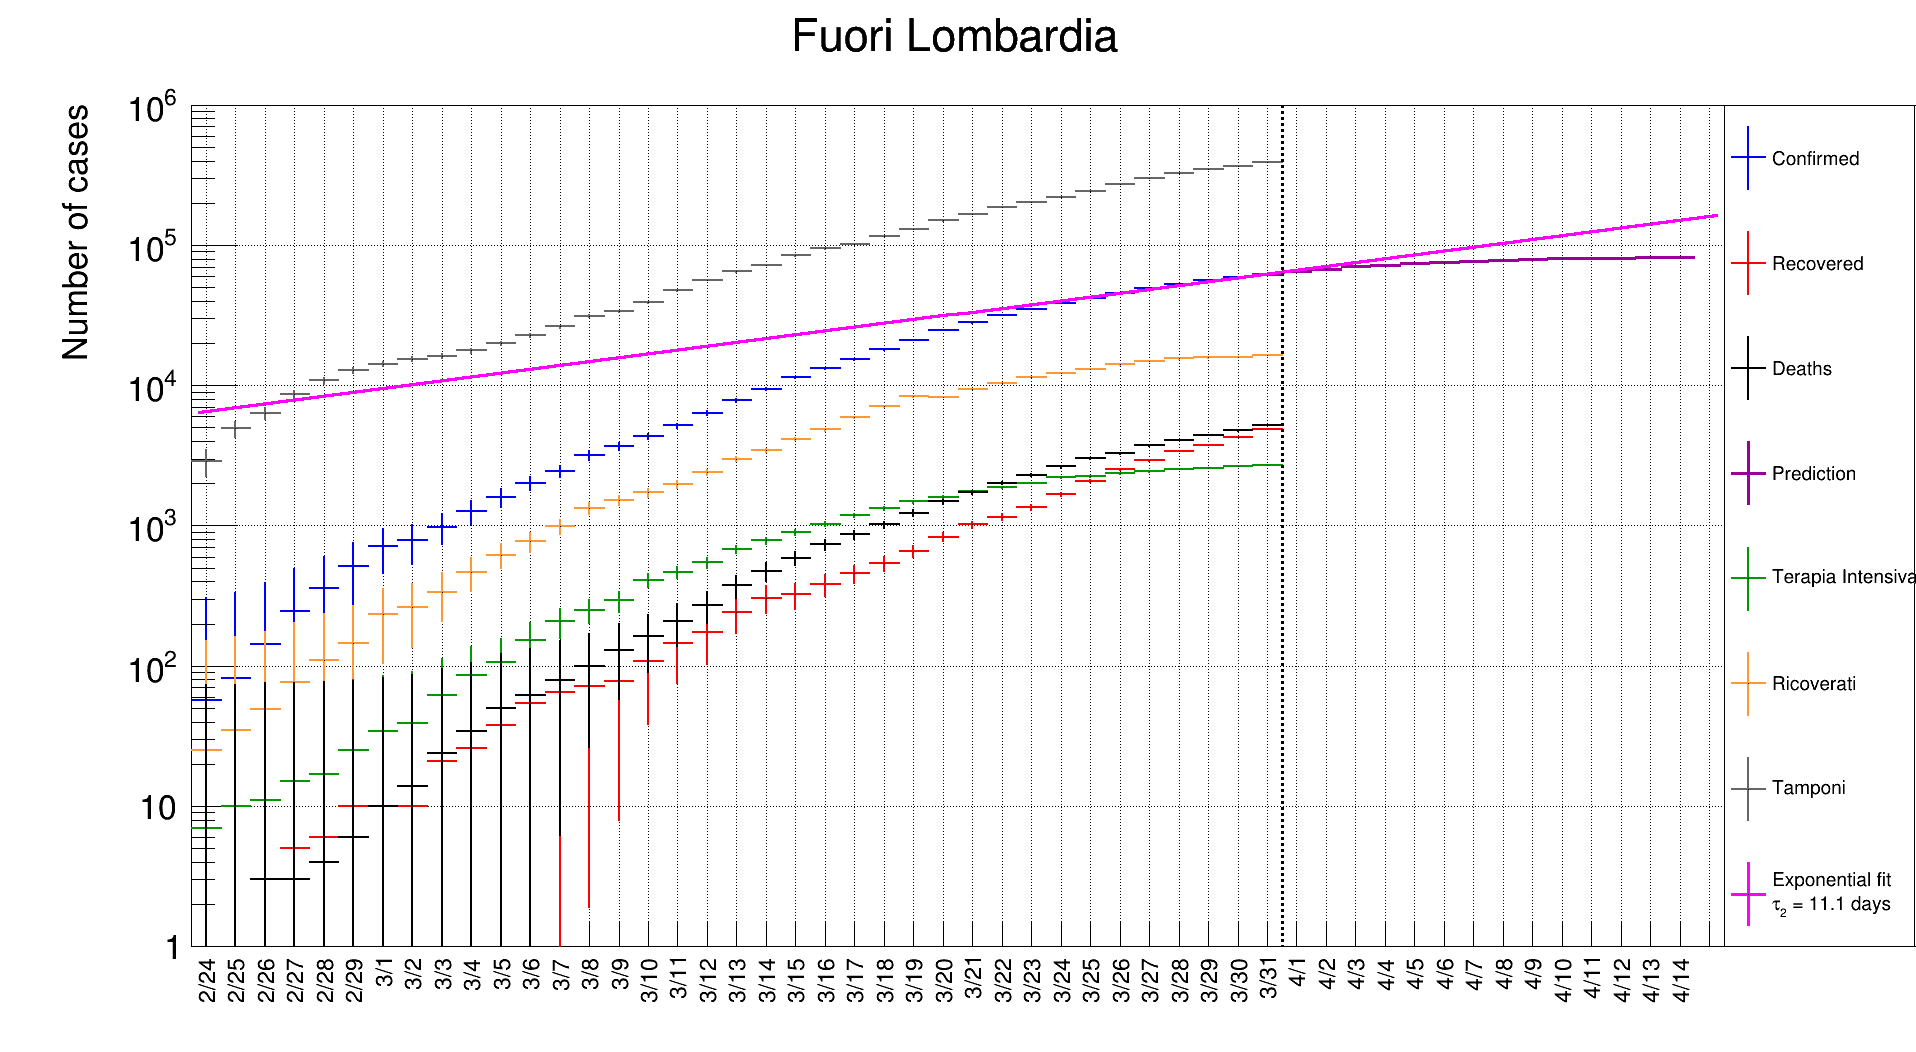 Fuori Lombardia
Number of cases
10^6
10^5
10^4
10^3
10^2
10
1
2/24 2/25 2/26 2/27 2/28 2/29 3/1 3/2 3/3 3/4 3/5 3/6 3/7 3/8 3/9 3/10 3/11 3/12 3/13 3/14 3/15 3/16 3/17 3/18 3/19 3/20 3/21 3/22 3/23 3/24 3/25 3/26 3/27 3/28 3/29 3/30 3/31 4/1 4/2 4/3 4/4 4/5 4/6 4/7 4/8 4/9 4/10 4/11 4/12 4/13 4/14
Confirmed
Recovered
Deaths
Prediction
Terapia Intensiva
Ricoverati
Tamponi
Exponential fit
τ₂ = 11.1 days